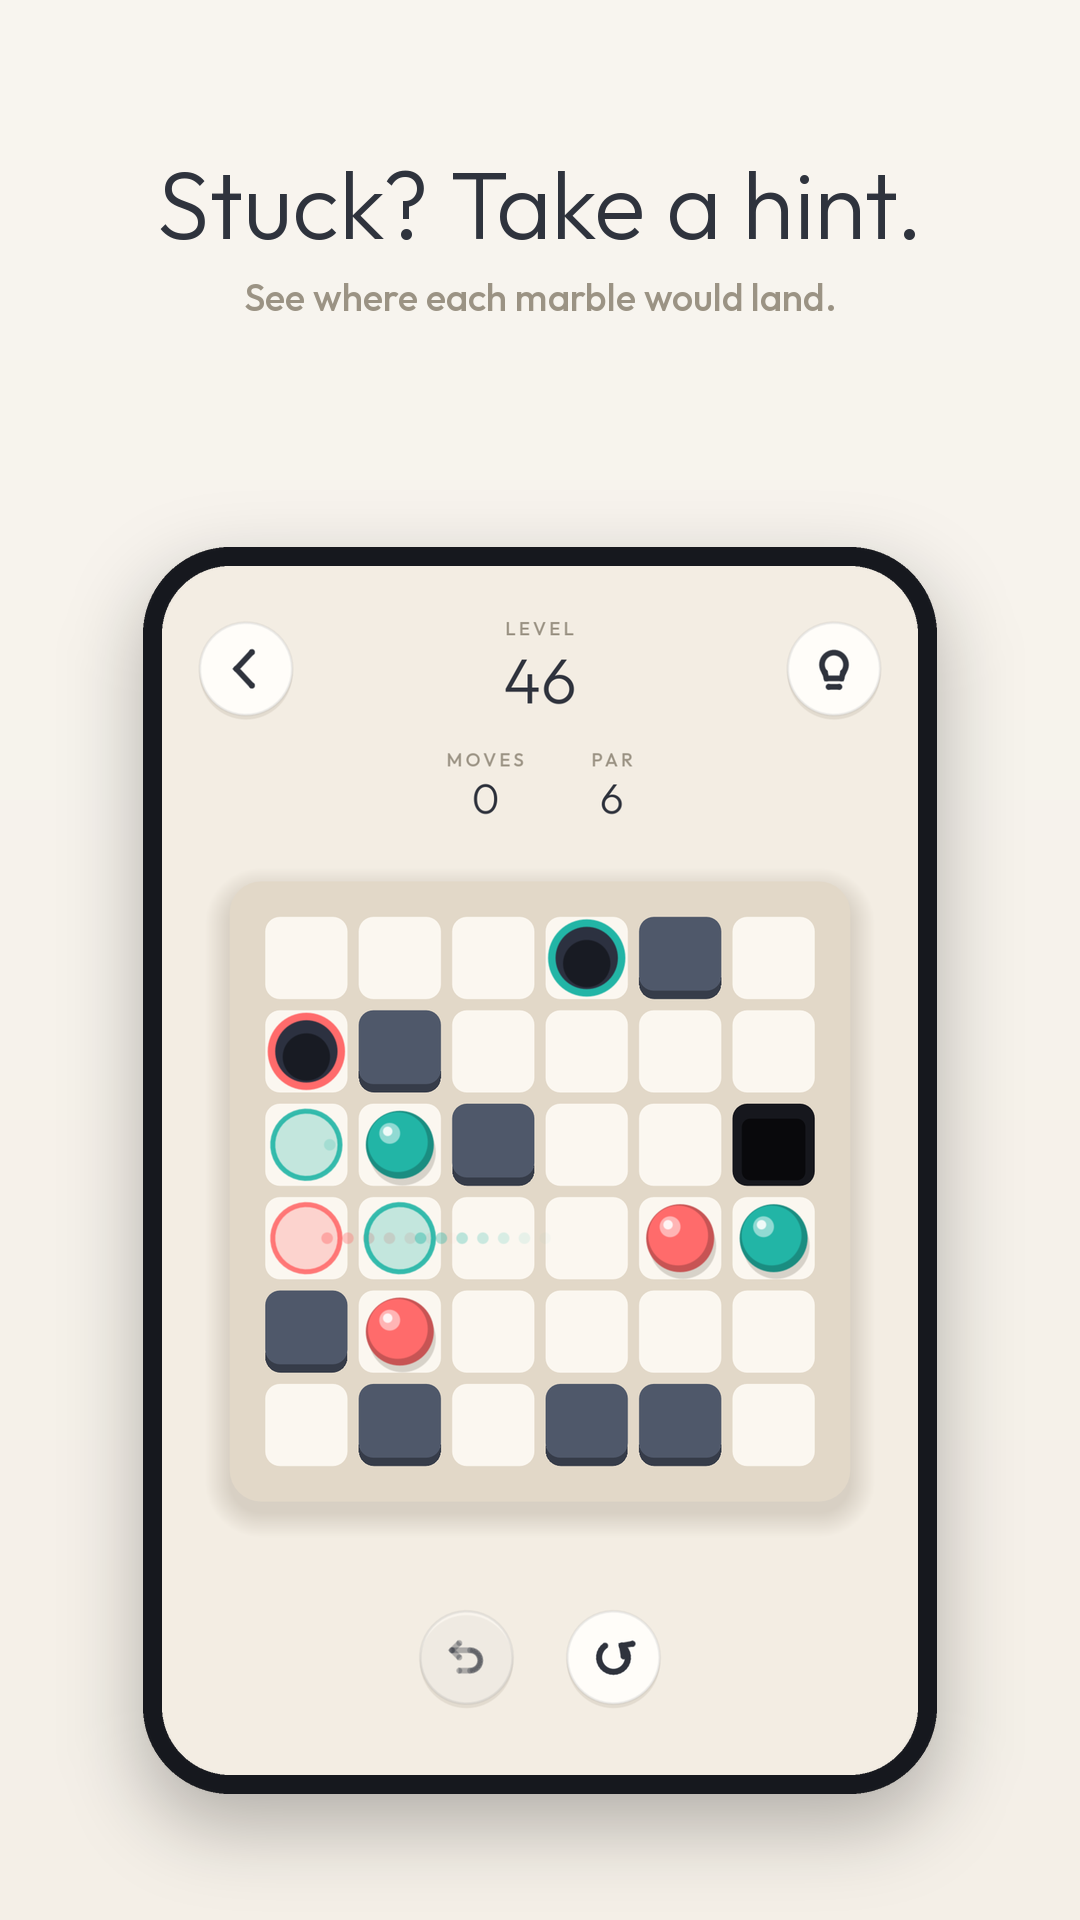 Stuck? Take a hint.
See where each marble would land.
LEVEL
46
MOVES PAR
0 6